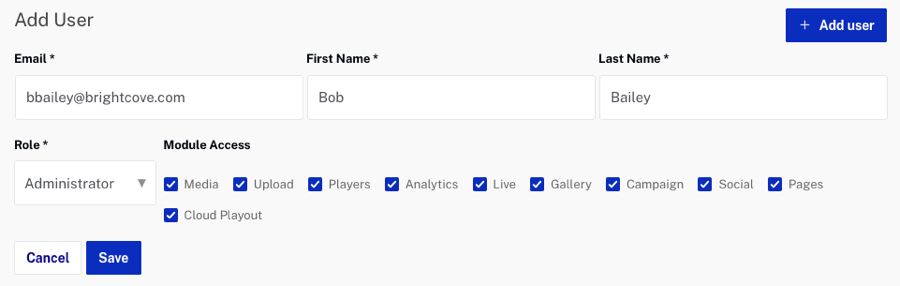 Add User
+ Add user
Email *
First Name *
Last Name *
bbailey@brightcove.com
Bob
Bailey
Role *
Module Access
Administrator
Media Upload Players Analytics Live Gallery Campaign Social Pages
Cloud Playout
Cancel
Save